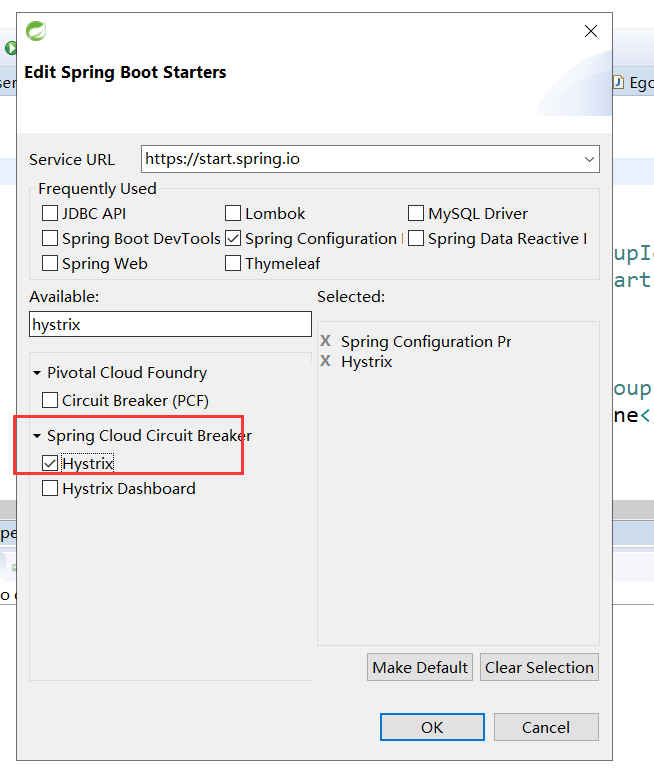 Edit Spring Boot Starters
Service URL https://start.spring.io
Frequently Used
JDBC API Lombok MySQL Driver
Spring Boot DevTools Spring Configuration Spring Data Reactive
Spring Web Thymeleaf
Available: Selected:
hystrix
X Spring Configuration Pr
X Hystrix
Pivotal Cloud Foundry
Circuit Breaker (PCF)
Spring Cloud Circuit Breaker
Hystrix
Hystrix Dashboard
Make Default Clear Selection
OK Cancel
ser
J Ego
upIc
art
oup
ne<
pe